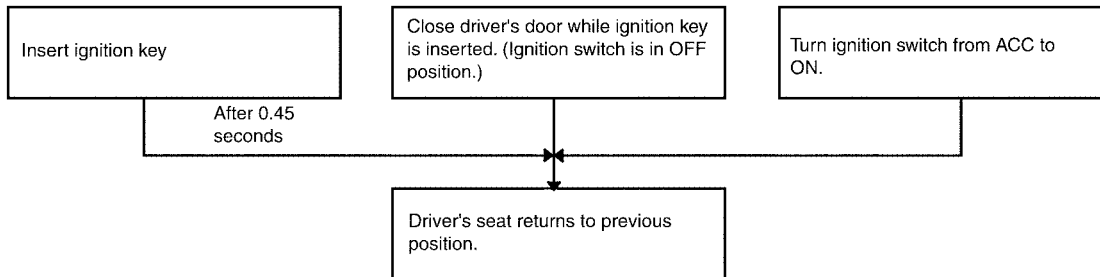 Insert ignition key
Close driver's door while ignition key
is inserted. (Ignition switch is in OFF
position.)
Turn ignition switch from ACC to
ON.
After 0.45
seconds
Driver's seat returns to previous
position.